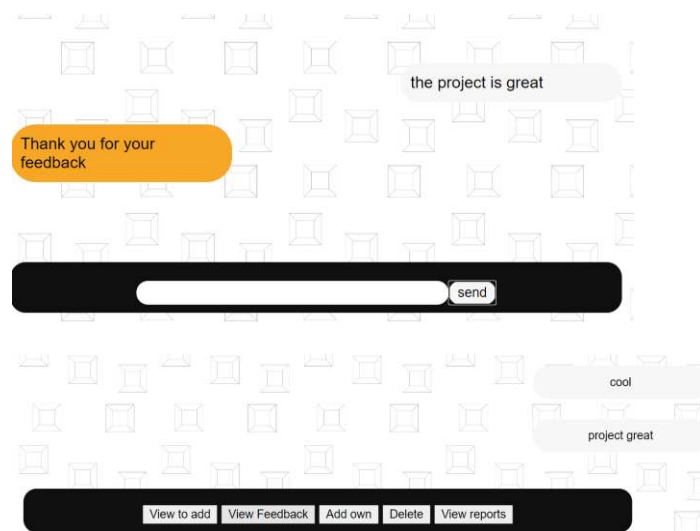 the project is great
Thank you for your
feedback
send
cool
project great
View to add View Feedback Add own Delete View reports